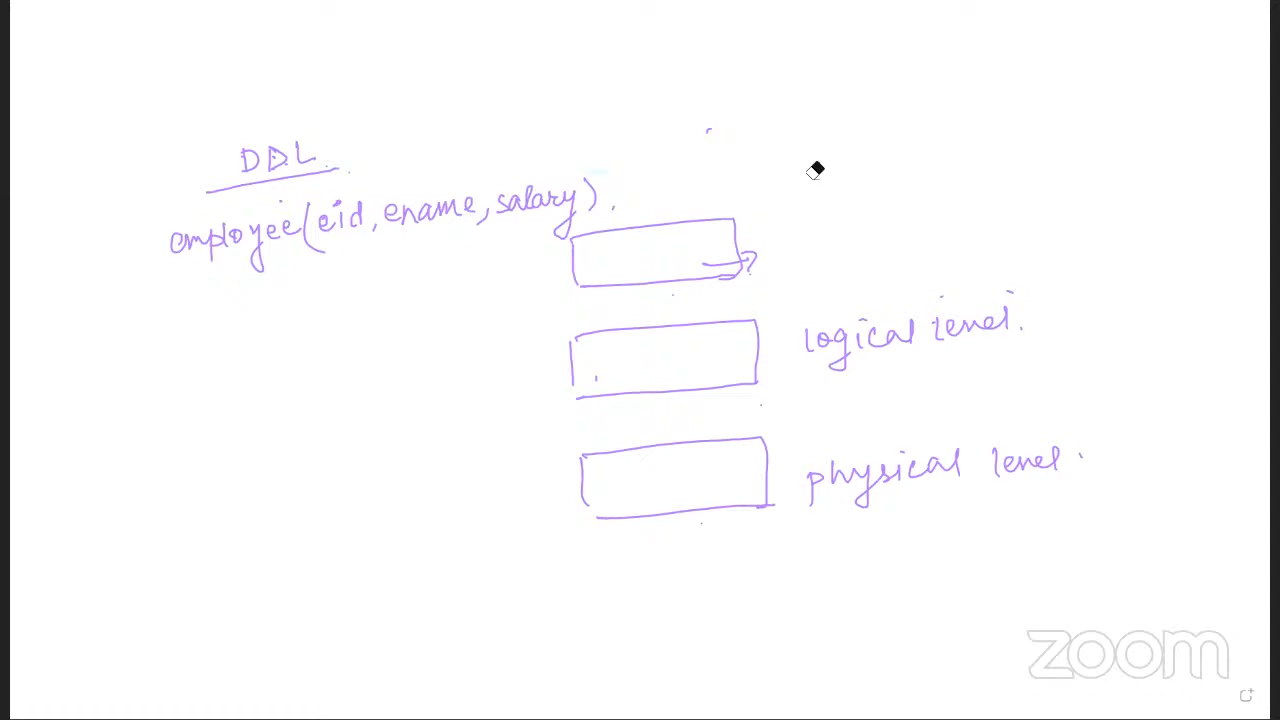 DDL
employee(eid, ename, salary).
logical level.
physical level.
zoom